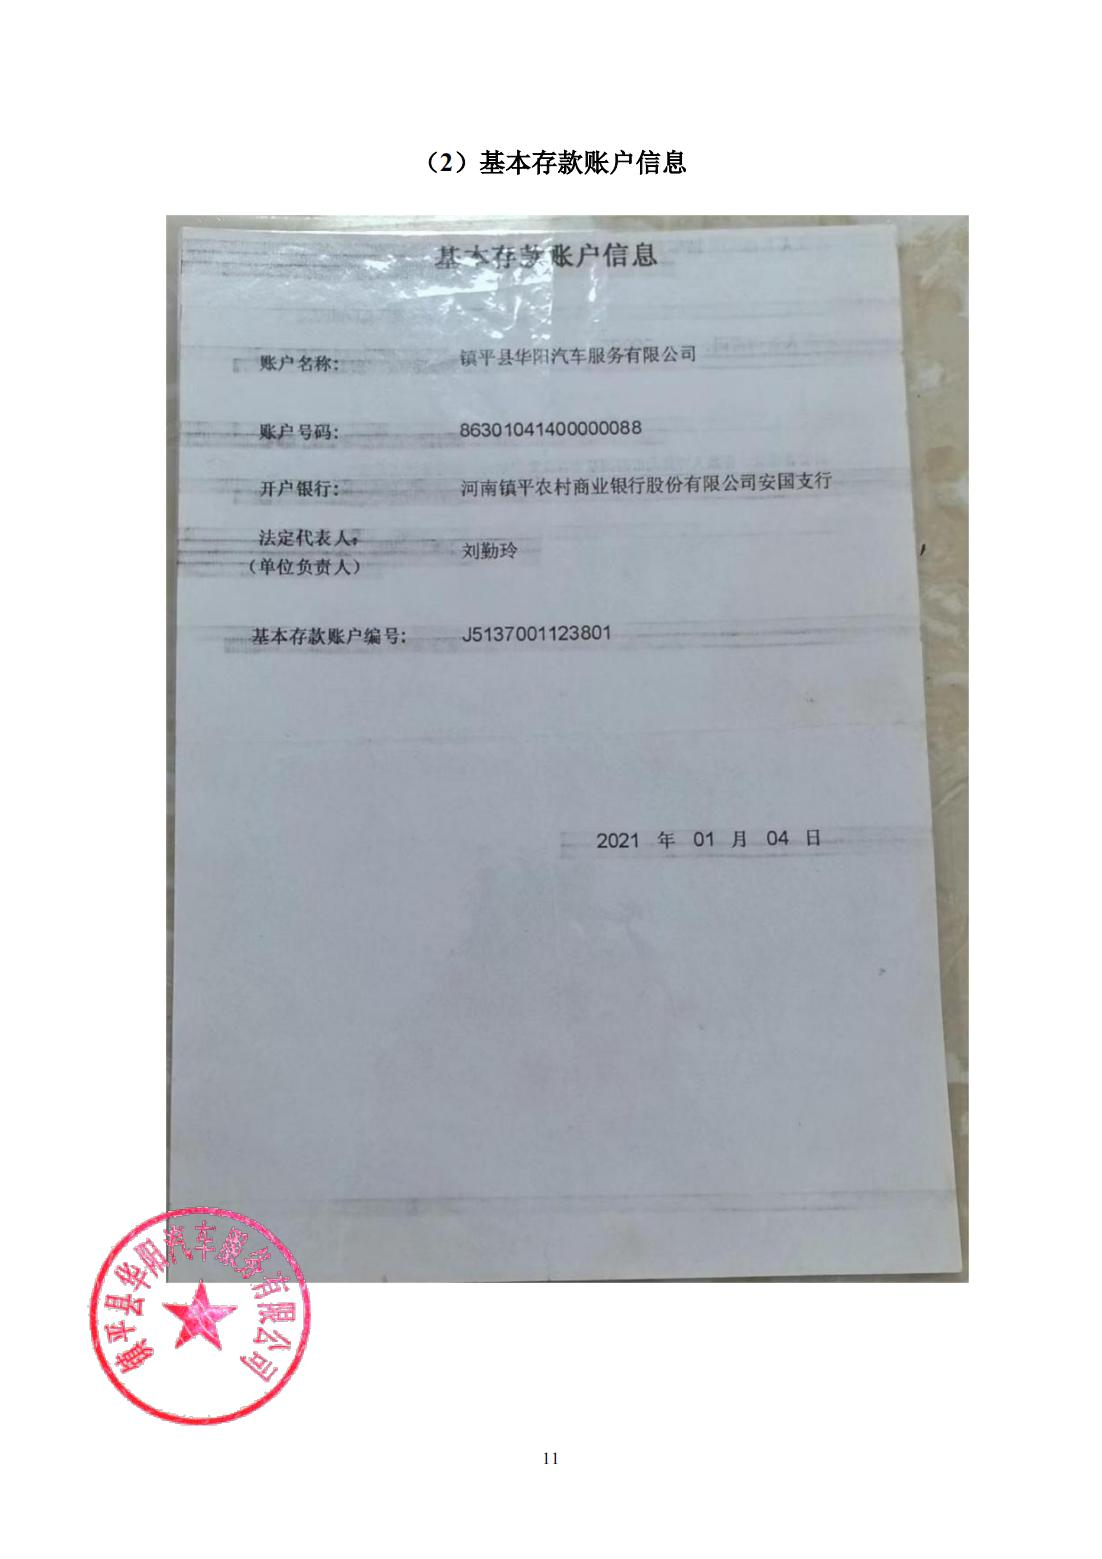 （2）基本存款账户信息
基本存款账户信息
账户名称： 镇平县华阳汽车服务有限公司
账户号码： 86301041400000088
开户银行： 河南镇平农村商业银行股份有限公司安国支行
法定代表人，
（单位负责人） 刘勤玲
基本存款账户编号： J5137001123801
2021 年 01 月 04 日
镇平县华阳汽车服务有限公司
11